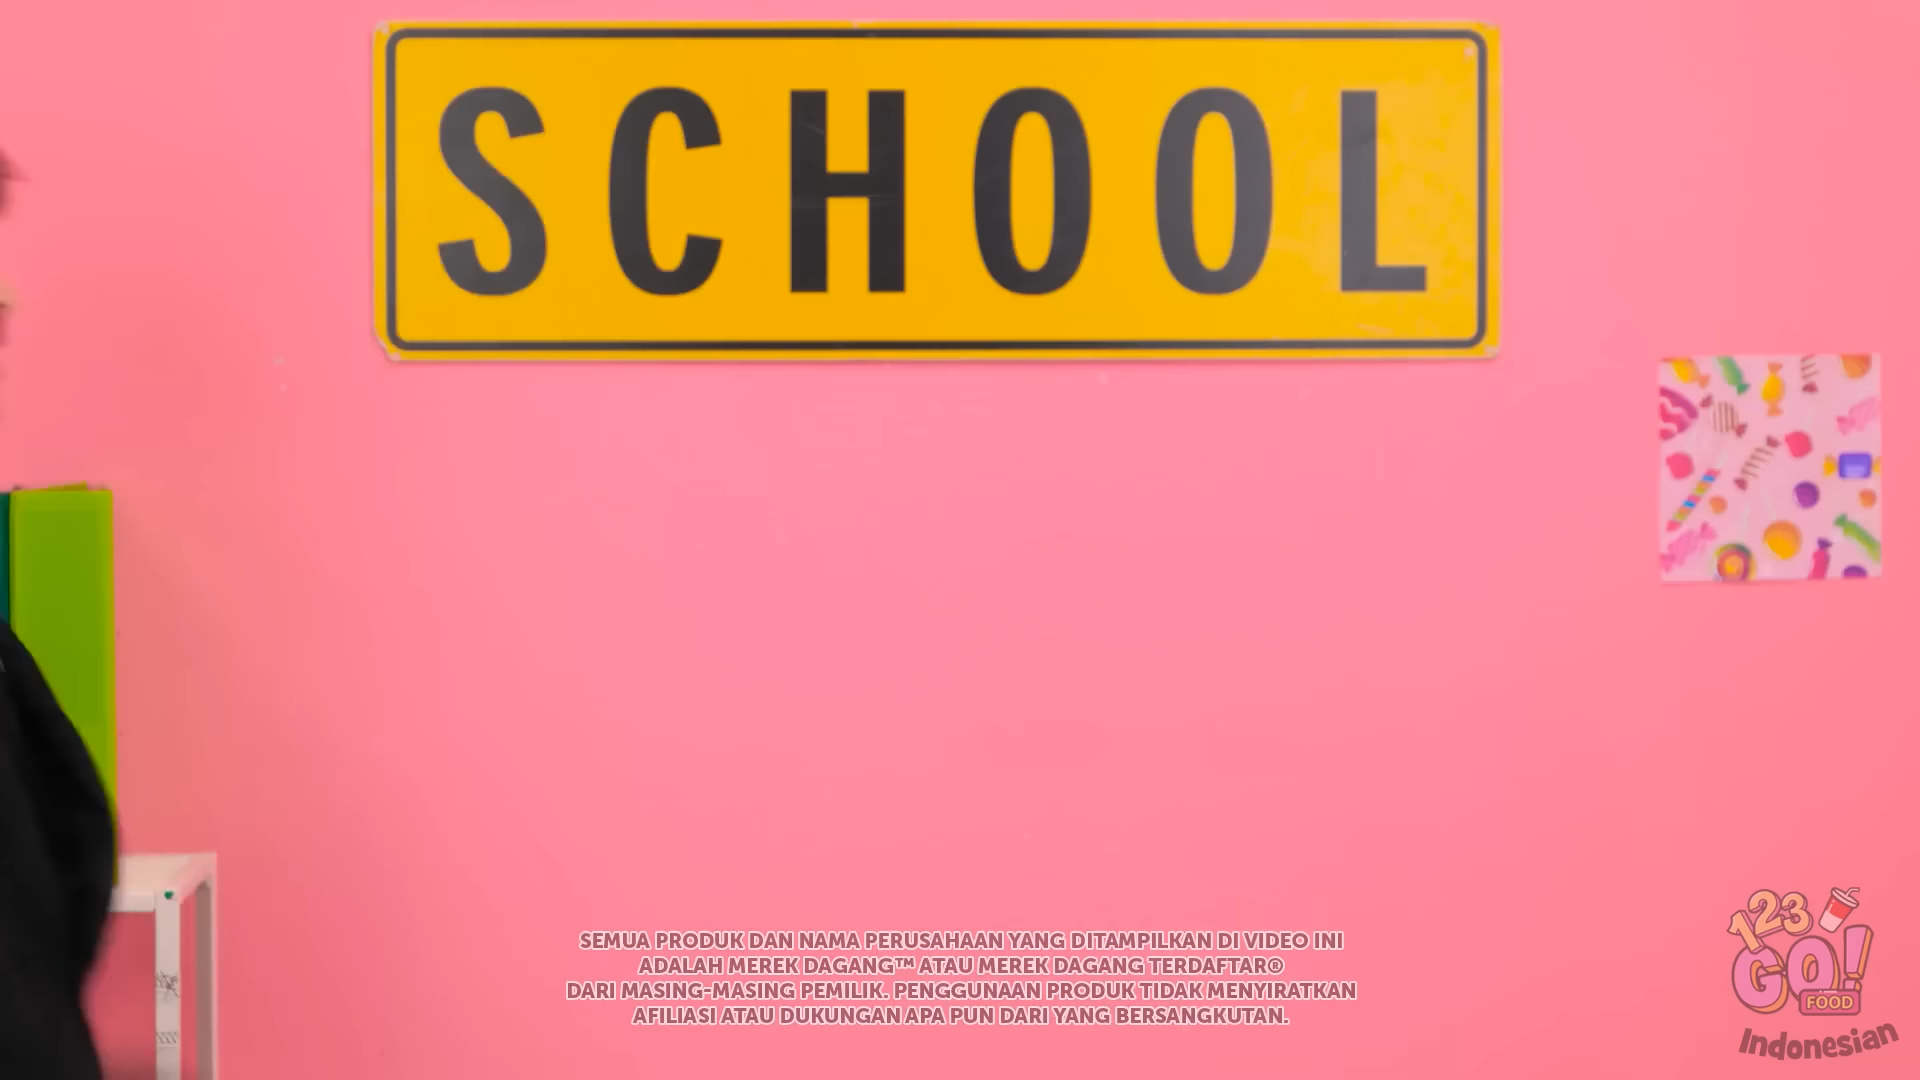 SCHOOL
SEMUA PRODUK DAN NAMA PERUSAHAAN YANG DITAMPILKAN DI VIDEO INI
ADALAH MEREK DAGANG™ ATAU MEREK DAGANG TERDAFTAR®
DARI MASING-MASING PEMILIK. PENGGUNAAN PRODUK TIDAK MENYIRATKAN
AFILIASI ATAU DUKUNGAN APA PUN DARI YANG BERSANGKUTAN.
123
GO!
FOOD
Indonesian